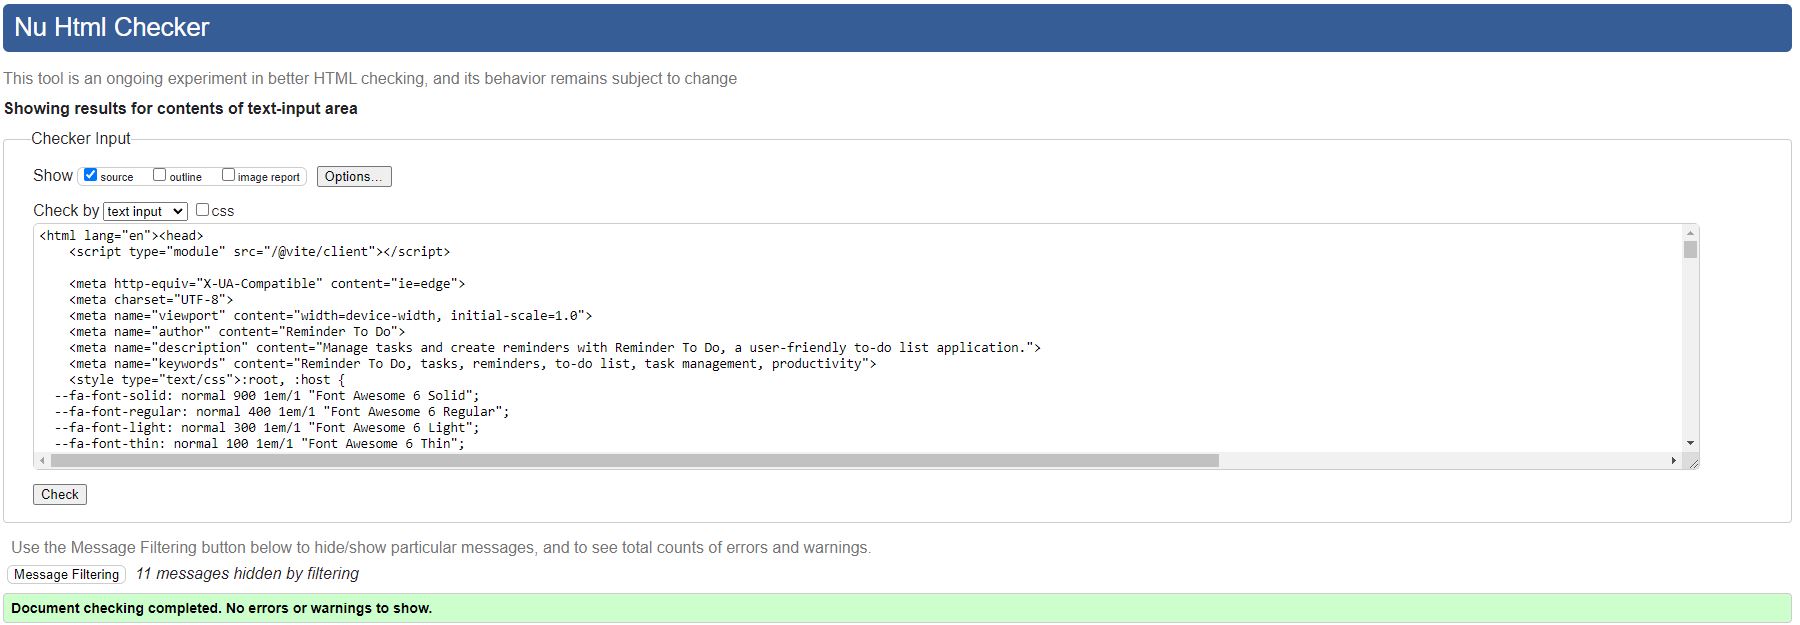 Nu Html Checker
This tool is an ongoing experiment in better HTML checking, and its behavior remains subject to change
Showing results for contents of text-input area
Checker Input
Show source outline image report Options...
Check by text input css
<html lang="en"><head>
    <script type="module" src="/@vite/client"></script>
    <meta http-equiv="X-UA-Compatible" content="ie=edge">
    <meta charset="UTF-8">
    <meta name="viewport" content="width=device-width, initial-scale=1.0">
    <meta name="author" content="Reminder To Do">
    <meta name="description" content="Manage tasks and create reminders with Reminder To Do, a user-friendly to-do list application.">
    <meta name="keywords" content="Reminder To Do, tasks, reminders, to-do list, task management, productivity">
    <style type="text/css">:root, :host {
  --fa-font-solid: normal 900 1em/1 "Font Awesome 6 Solid";
  --fa-font-regular: normal 400 1em/1 "Font Awesome 6 Regular";
  --fa-font-light: normal 300 1em/1 "Font Awesome 6 Light";
  --fa-font-thin: normal 100 1em/1 "Font Awesome 6 Thin";
Check
Use the Message Filtering button below to hide/show particular messages, and to see total counts of errors and warnings.
Message Filtering 11 messages hidden by filtering
Document checking completed. No errors or warnings to show.